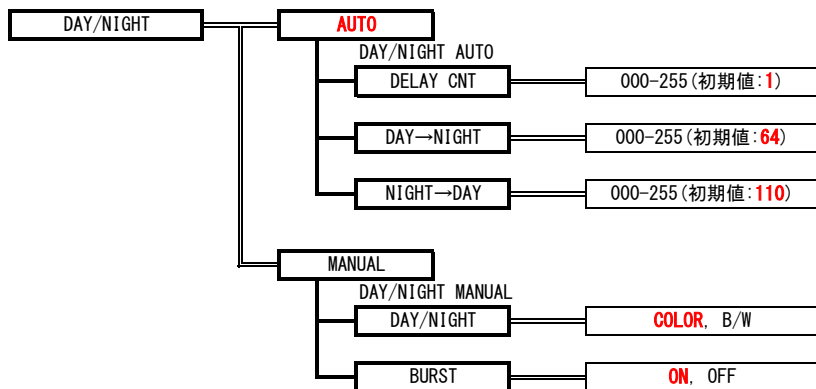 DAY/NIGHT
AUTO
DAY/NIGHT AUTO
DELAY CNT
000-255(初期値:1)
DAY→NIGHT
000-255(初期値:64)
NIGHT→DAY
000-255(初期値:110)
MANUAL
DAY/NIGHT MANUAL
DAY/NIGHT
COLOR, B/W
BURST
ON, OFF